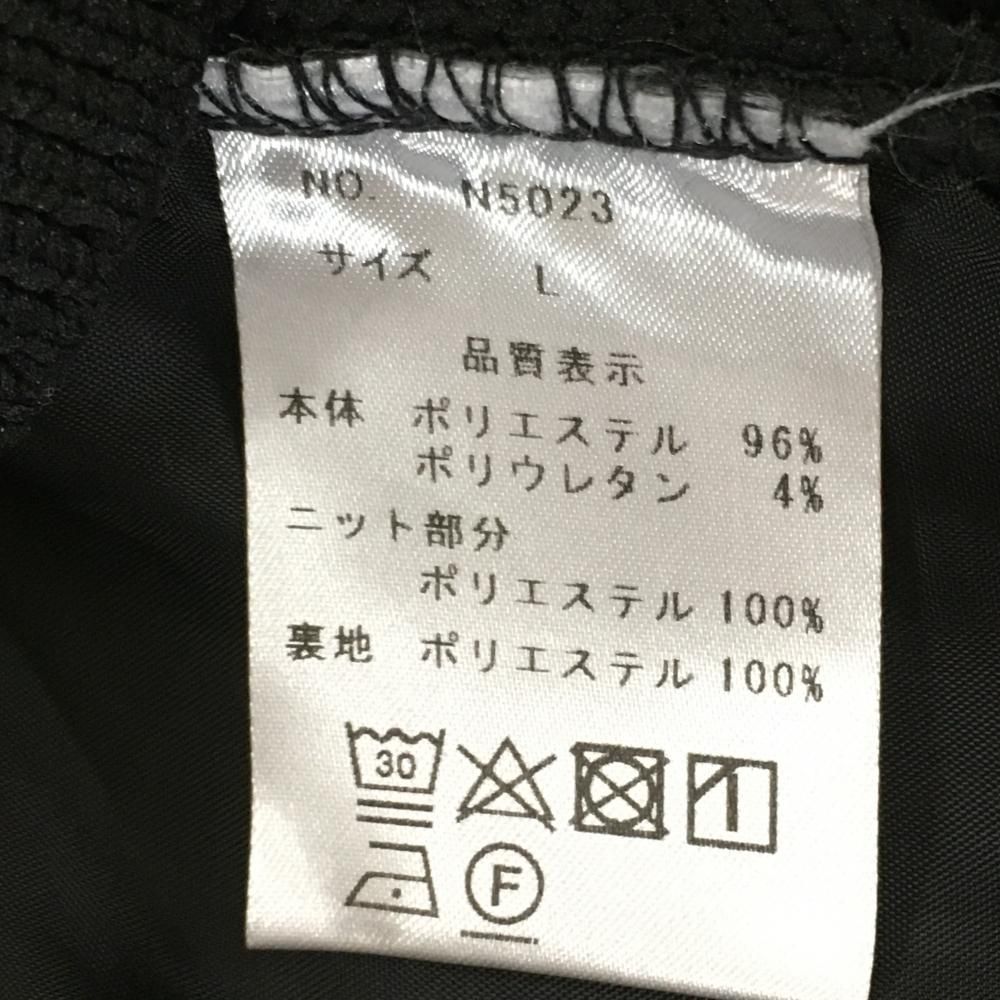 NO. N5023
サイズ L
品質表示
本体 ポリエステル 96%
ポリウレタン 4%
ニット部分
ポリエステル 100%
裏地 ポリエステル 100%
30
F